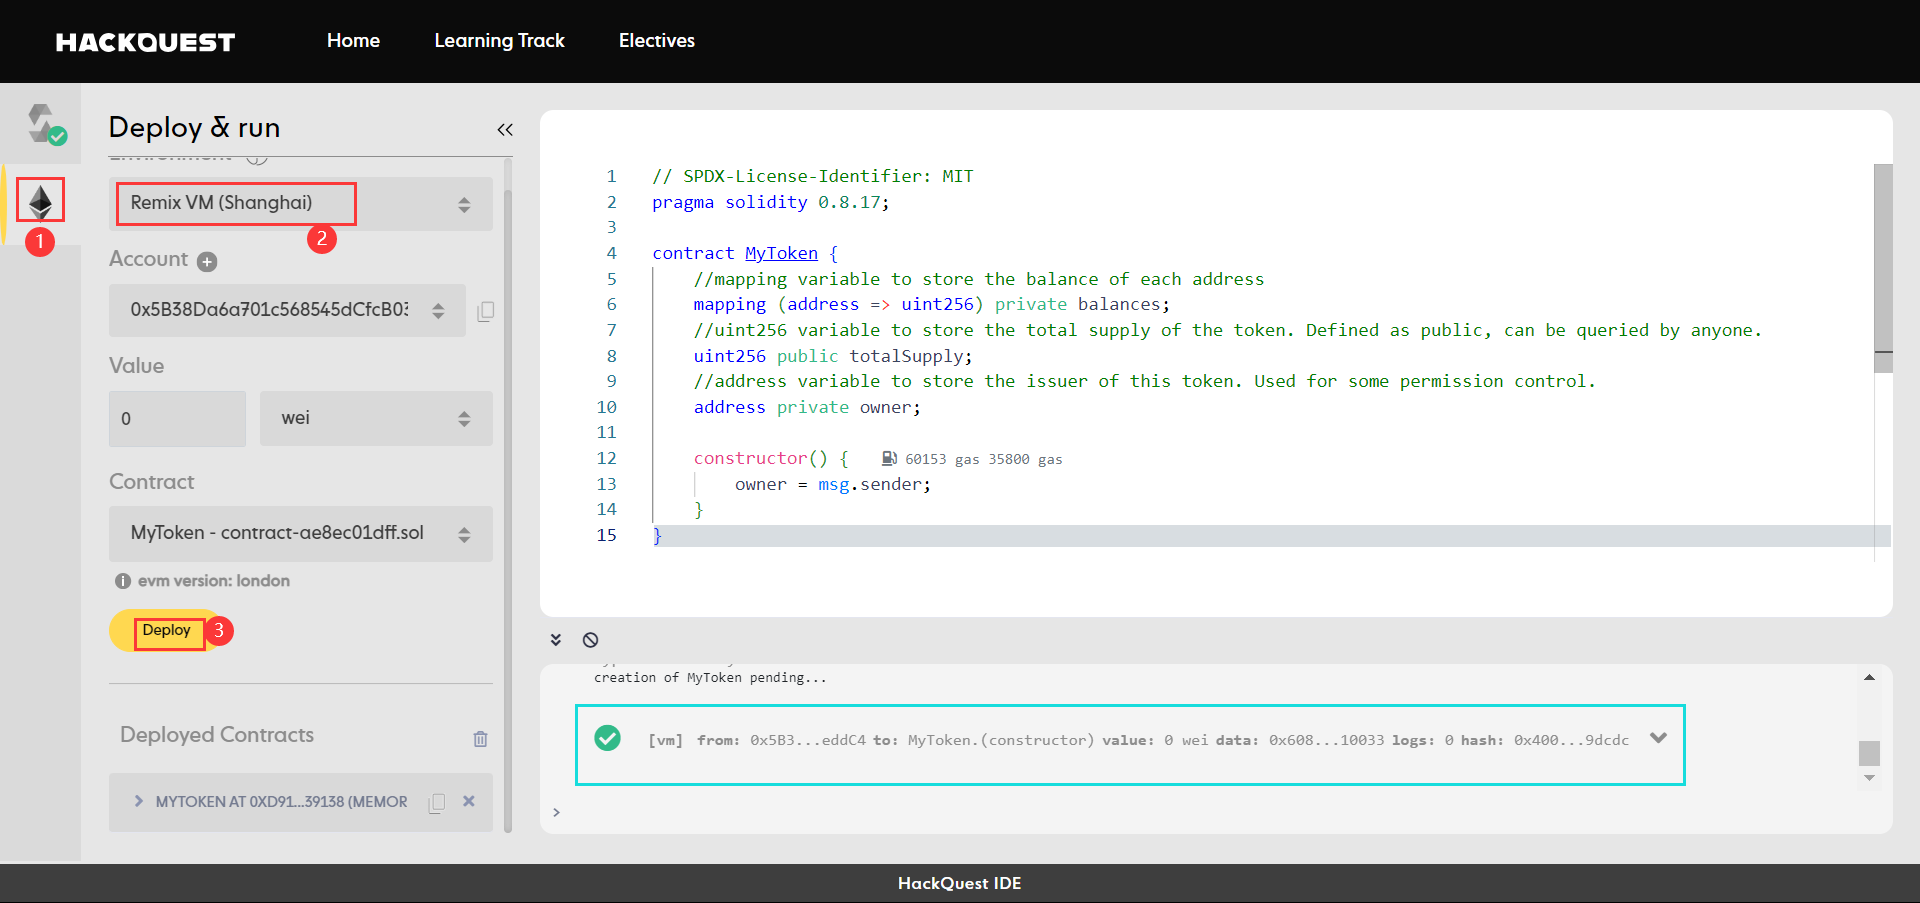 HACKQUEST
Home
Learning Track
Electives
Deploy & run
Environment
Remix VM (Shanghai)
1
2
Account
0x5B38Da6a701c568545dCfcB03
Value
0
wei
Contract
MyToken - contract-ae8ec01dff.sol
evm version: london
Deploy
3
Deployed Contracts
MYTOKEN AT 0XD91...39138 (MEMOR
1 // SPDX-License-Identifier: MIT
2 pragma solidity 0.8.17;
3
4 contract MyToken {
5 //mapping variable to store the balance of each address
6 mapping (address => uint256) private balances;
7 //uint256 variable to store the total supply of the token. Defined as public, can be queried by anyone.
8 uint256 public totalSupply;
9 //address variable to store the issuer of this token. Used for some permission control.
10 address private owner;
11
12 constructor() { 60153 gas 35800 gas
13 owner = msg.sender;
14 }
15 }
creation of MyToken pending...
[vm] from: 0x5B3...eddC4 to: MyToken.(constructor) value: 0 wei data: 0x608...10033 logs: 0 hash: 0x400...9dcdc
>
HackQuest IDE